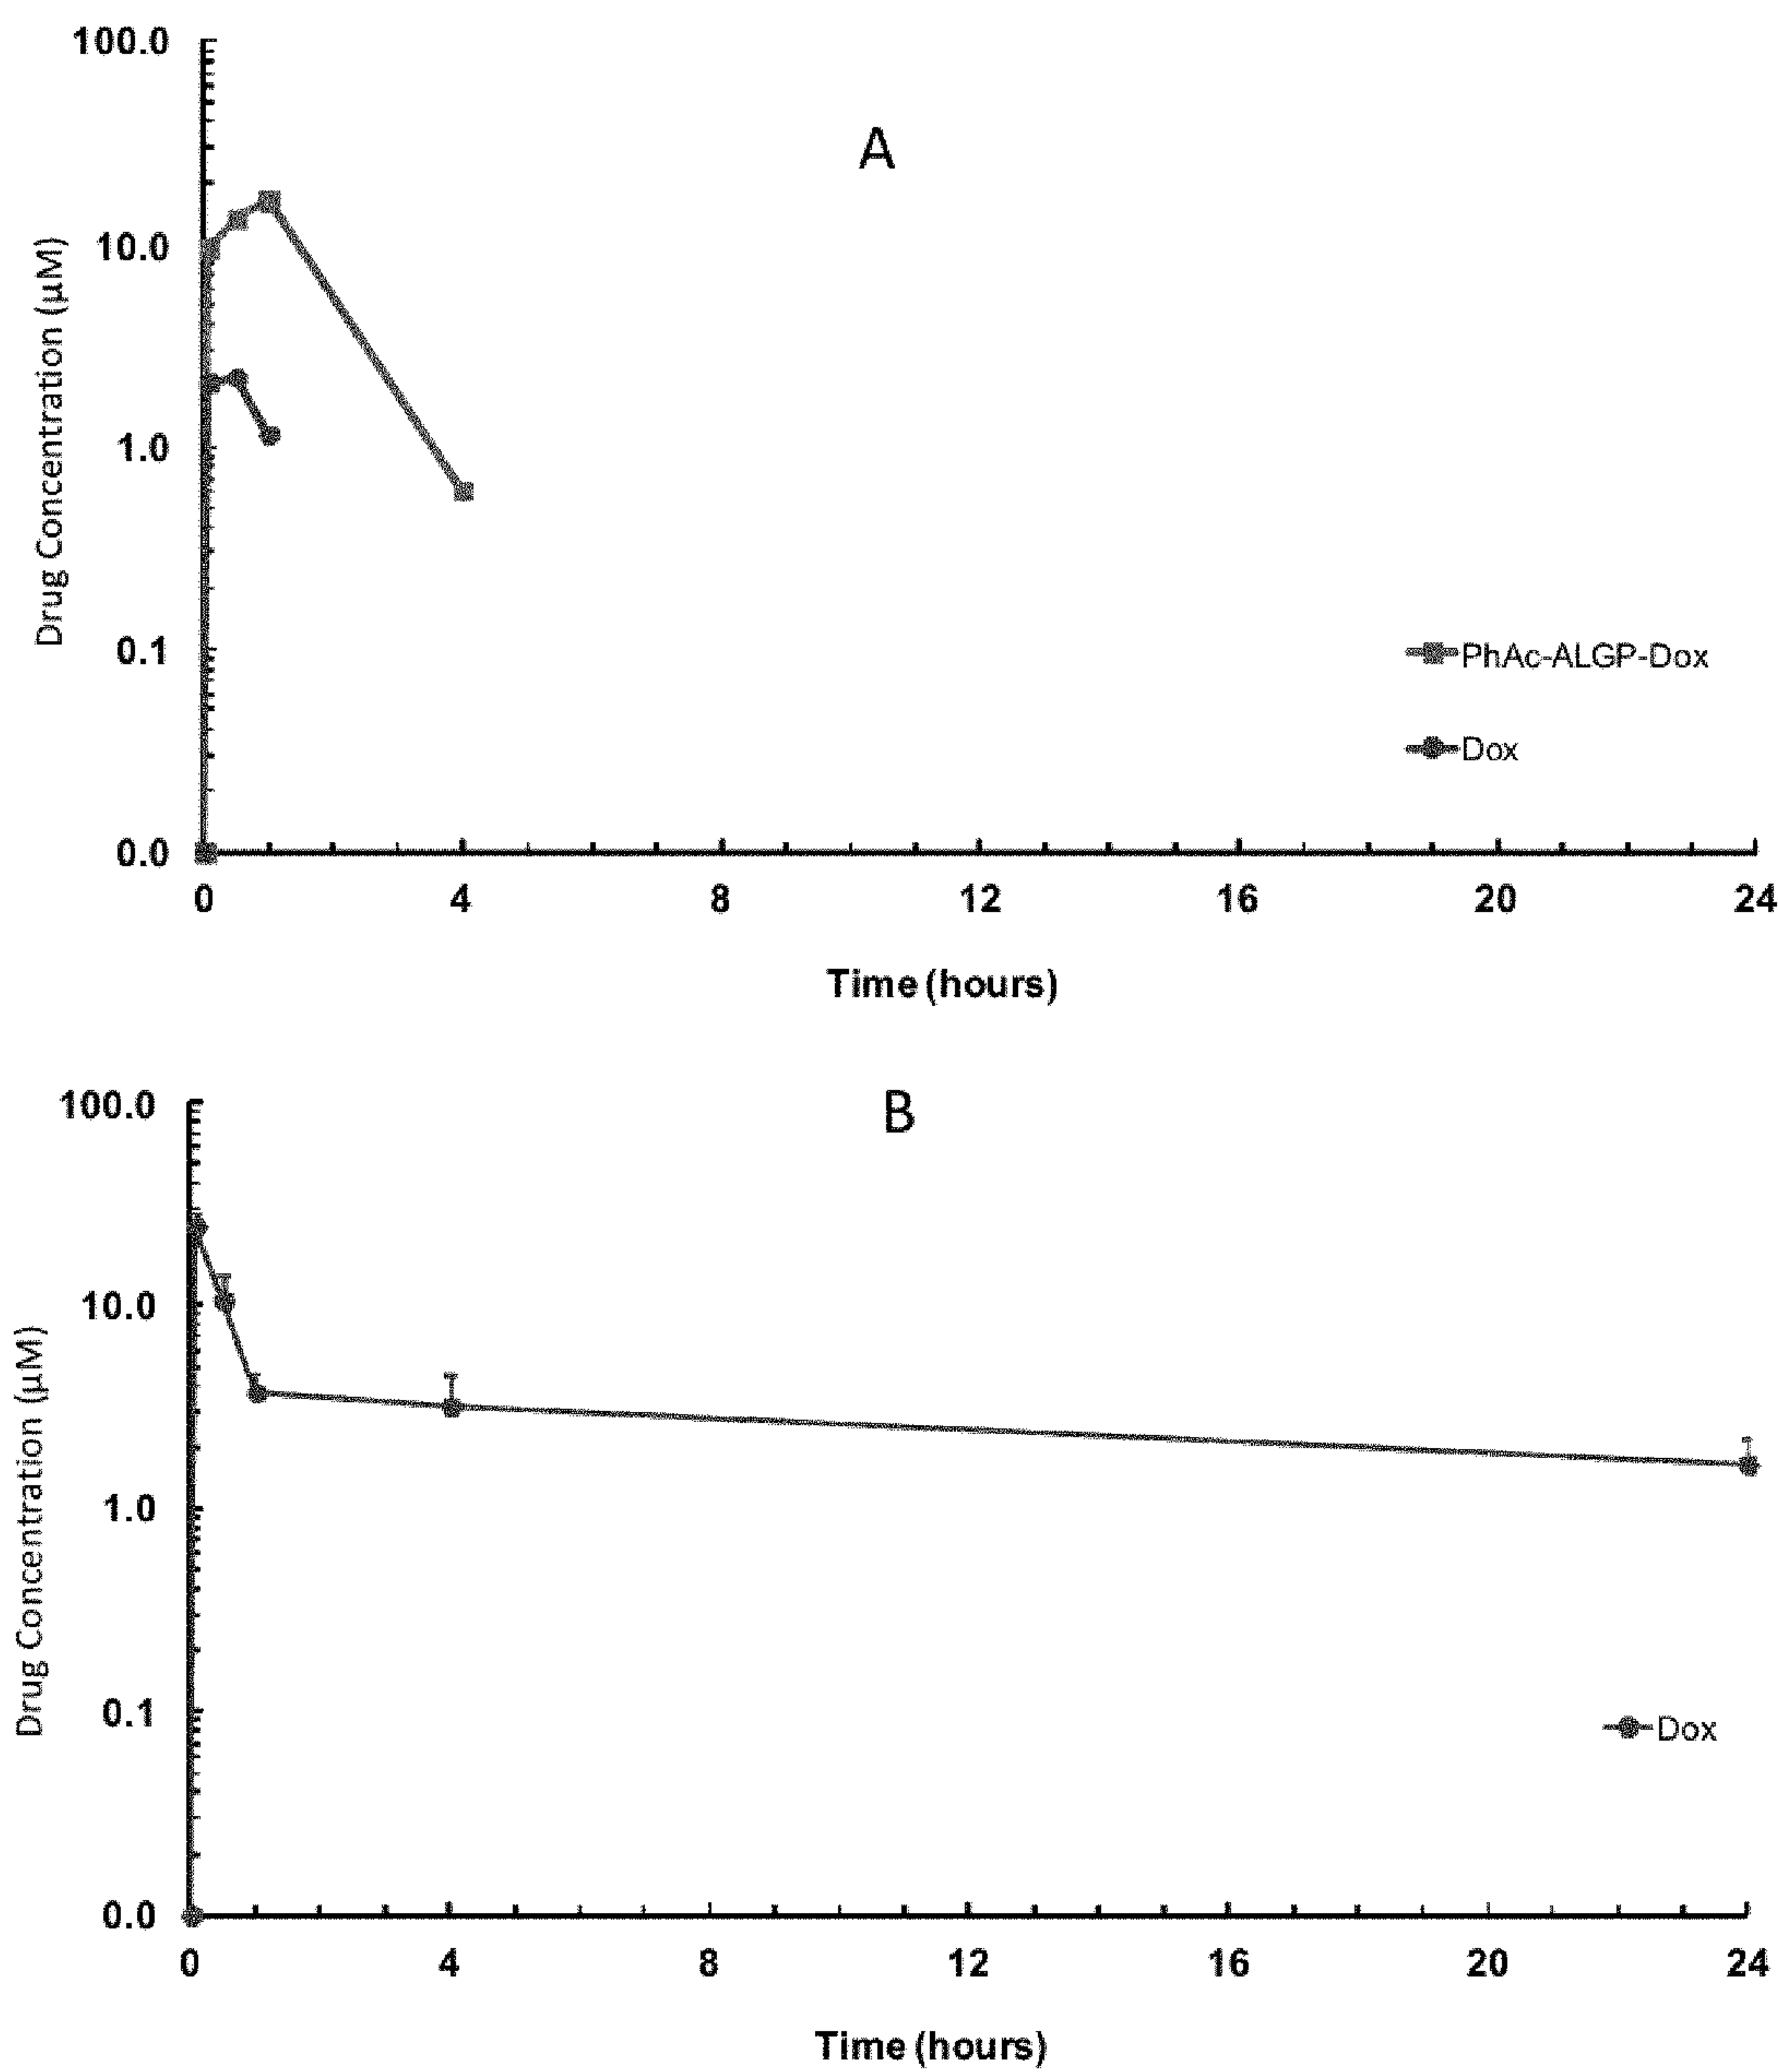 100.0
A
10.0
1.0
0.1
0.0
Drug Concentration (µM)
PhAc-ALGP-Dox
Dox
0 4 8 12 16 20 24
Time (hours)
100.0
B
10.0
1.0
0.1
0.0
Drug Concentration (µM)
Dox
0 4 8 12 16 20 24
Time (hours)